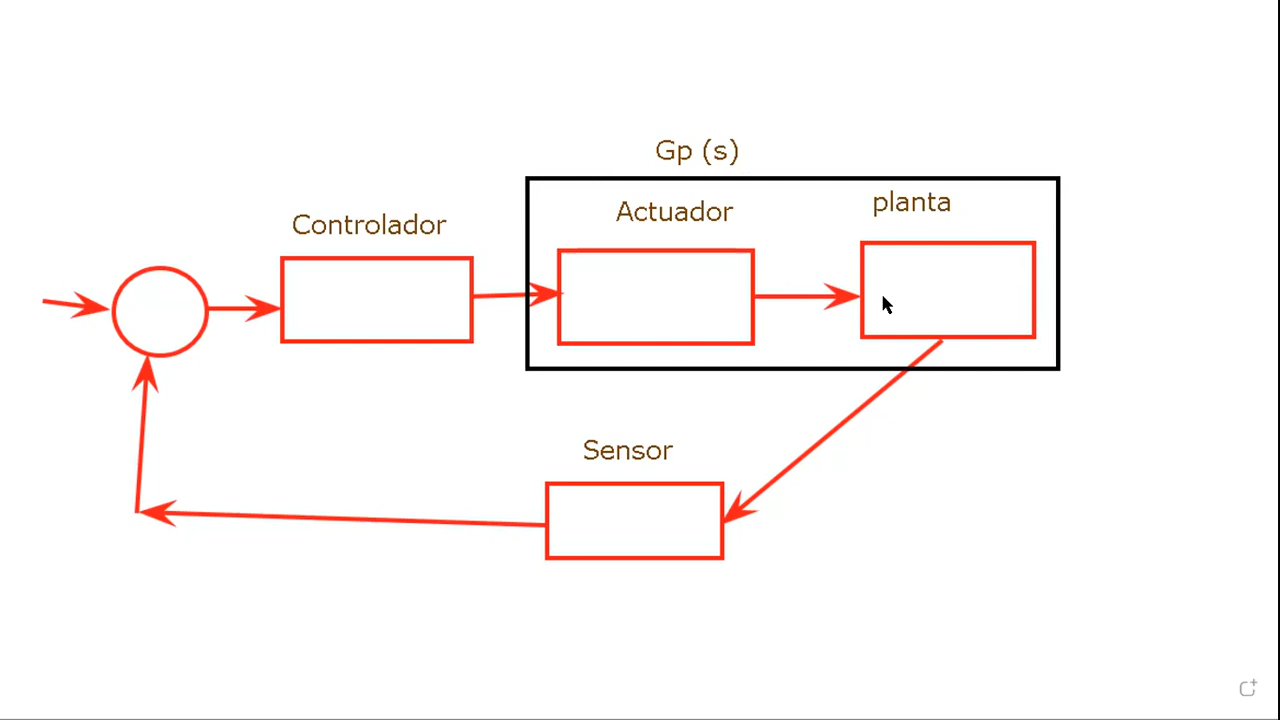 Gp (s)
Controlador
Actuador
planta
Sensor